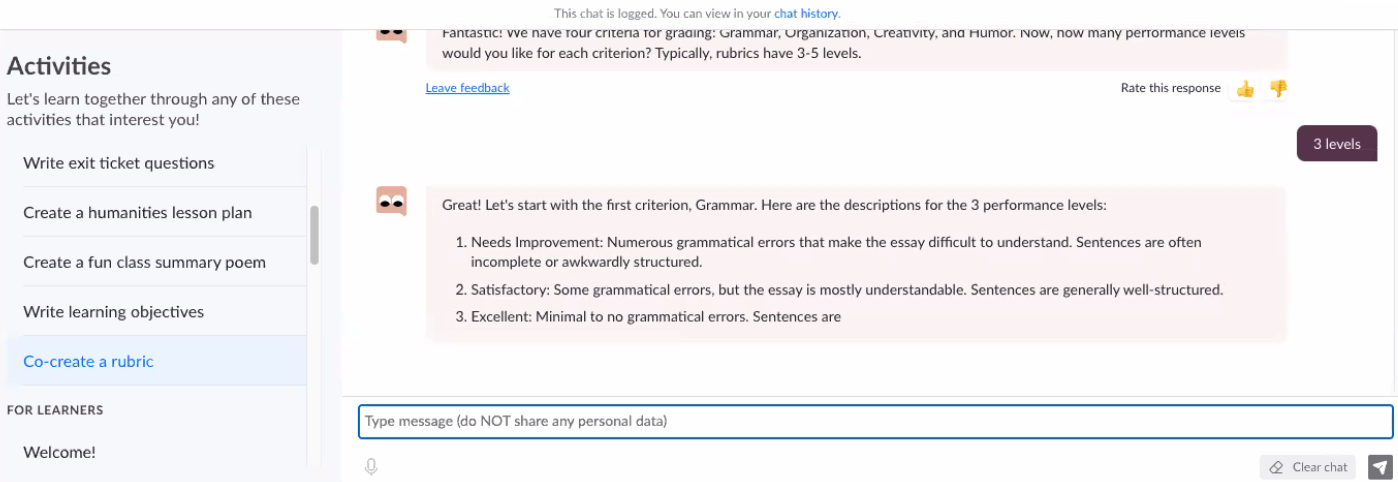 This chat is logged. You can view in your chat history.
Activities
Let's learn together through any of these
activities that interest you!
Write exit ticket questions
Create a humanities lesson plan
Create a fun class summary poem
Write learning objectives
Co-create a rubric
FOR LEARNERS
Welcome!
Fantastic! We have four criteria for grading: Grammar, Organization, Creativity, and Humor. Now, how many performance levels
would you like for each criterion? Typically, rubrics have 3-5 levels.
Leave feedback
Rate this response
3 levels
Great! Let's start with the first criterion, Grammar. Here are the descriptions for the 3 performance levels:
1. Needs Improvement: Numerous grammatical errors that make the essay difficult to understand. Sentences are often
incomplete or awkwardly structured.
2. Satisfactory: Some grammatical errors, but the essay is mostly understandable. Sentences are generally well-structured.
3. Excellent: Minimal to no grammatical errors. Sentences are
Type message (do NOT share any personal data)
Clear chat